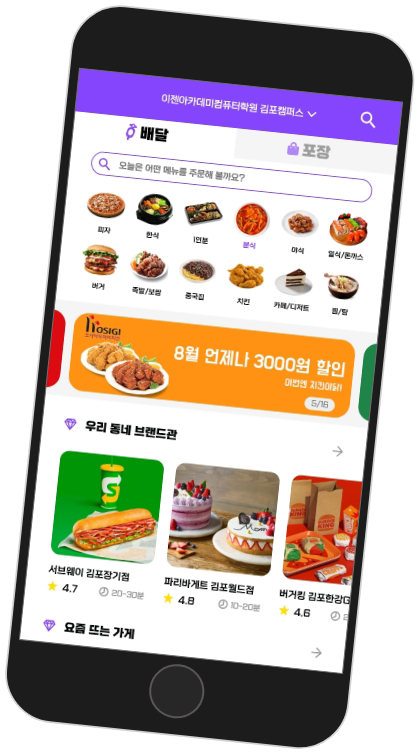 이젠아카데미컴퓨터학원 김포캠퍼스
배달
포장
오늘은 어떤 메뉴를 주문해 볼까요?
피자
한식
1인분
분식
야식
일식/돈까스
버거
족발/보쌈
중국집
치킨
카페/디저트
찜/탕
HOSIGI
8월 언제나 3000원 할인
이번엔 치킨이닭!!
5/16
우리 동네 브랜드관
서브웨이 김포장기점
4.7
20-30분
파리바게트 김포월드점
4.8
10-20분
버거킹 김포한강
4.6
요즘 뜨는 가게